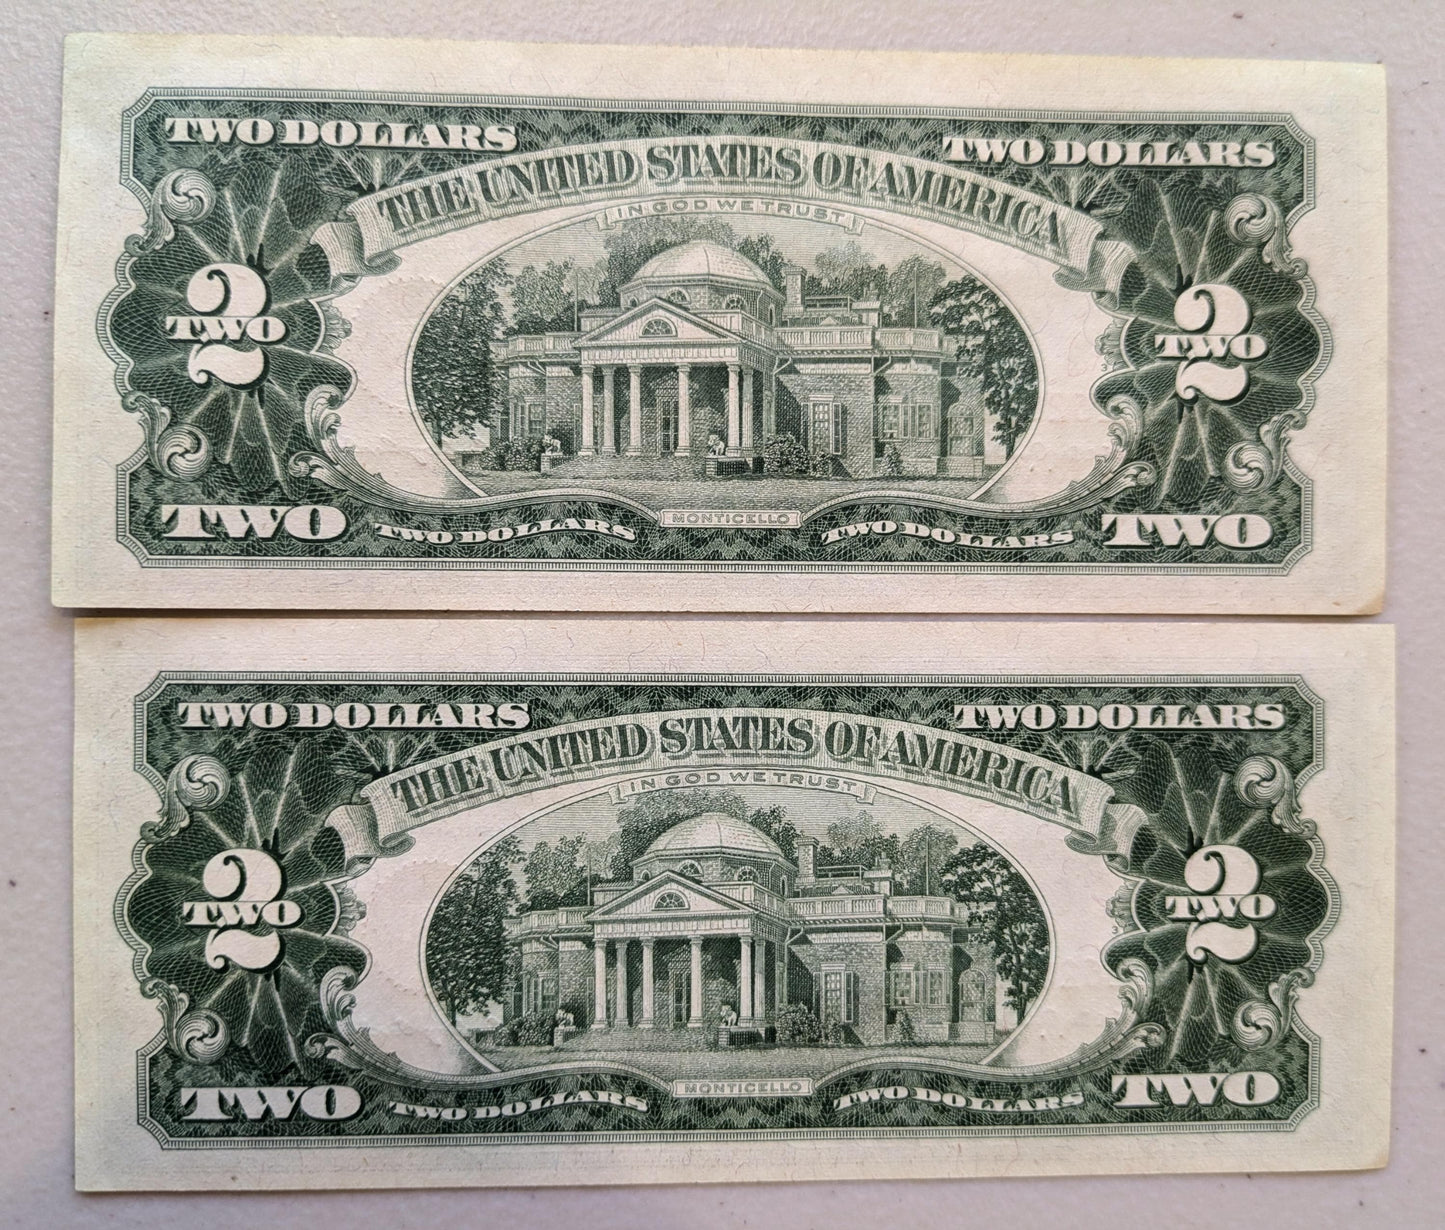 TWO DOLLARS TWO DOLLARS
THE UNITED STATES OF AMERICA
IN GOD WE TRUST
2 2
TWO TWO
3
MONTICELLO
TWO TWO DOLLARS TWO DOLLARS TWO
TWO DOLLARS TWO DOLLARS
THE UNITED STATES OF AMERICA
IN GOD WE TRUST
2 2
TWO TWO
3
MONTICELLO
TWO TWO DOLLARS TWO DOLLARS TWO